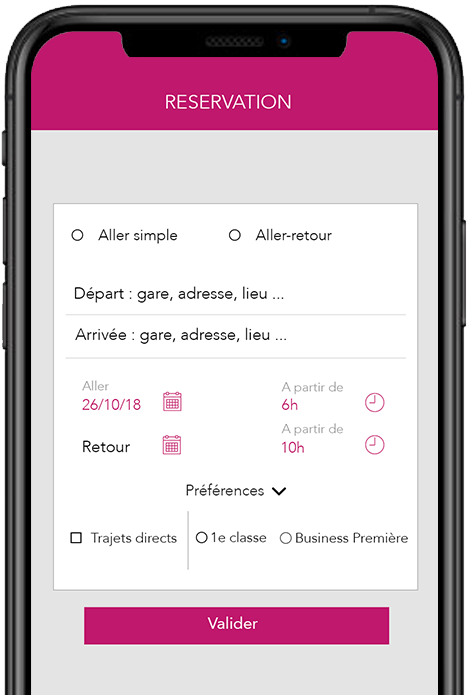 RESERVATION
Aller simple
Aller-retour
Départ : gare, adresse, lieu ...
Arrivée : gare, adresse, lieu ...
Aller
A partir de
26/10/18
6h
A partir de
Retour
10h
Préférences
Trajets directs
1e classe
Business Première
Valider